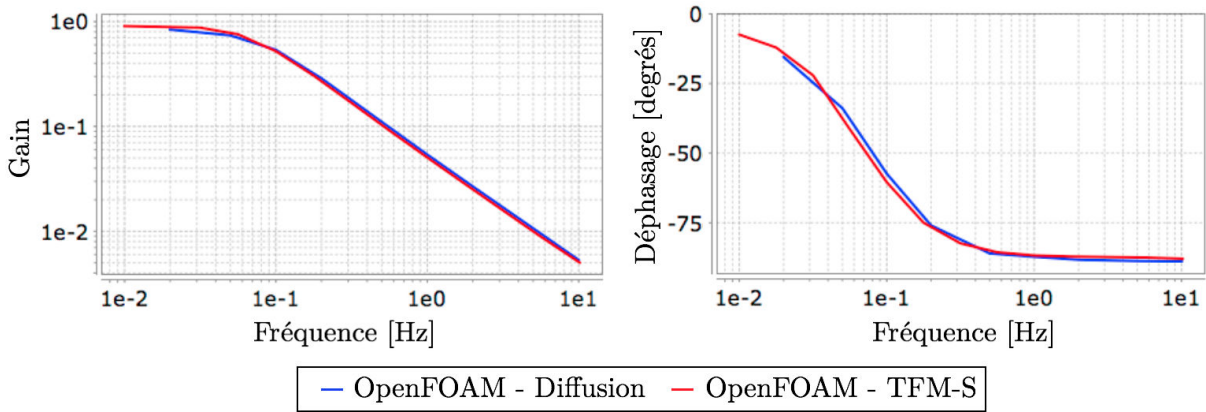 1e0
1e-1
1e-2
Gain
1e-2
1e-1
1e0
1e1
Fréquence [Hz]
0
-25
-50
-75
Déphasage [degrés]
1e-2
1e-1
1e0
1e1
Fréquence [Hz]
OpenFOAM - Diffusion
OpenFOAM - TFM-S